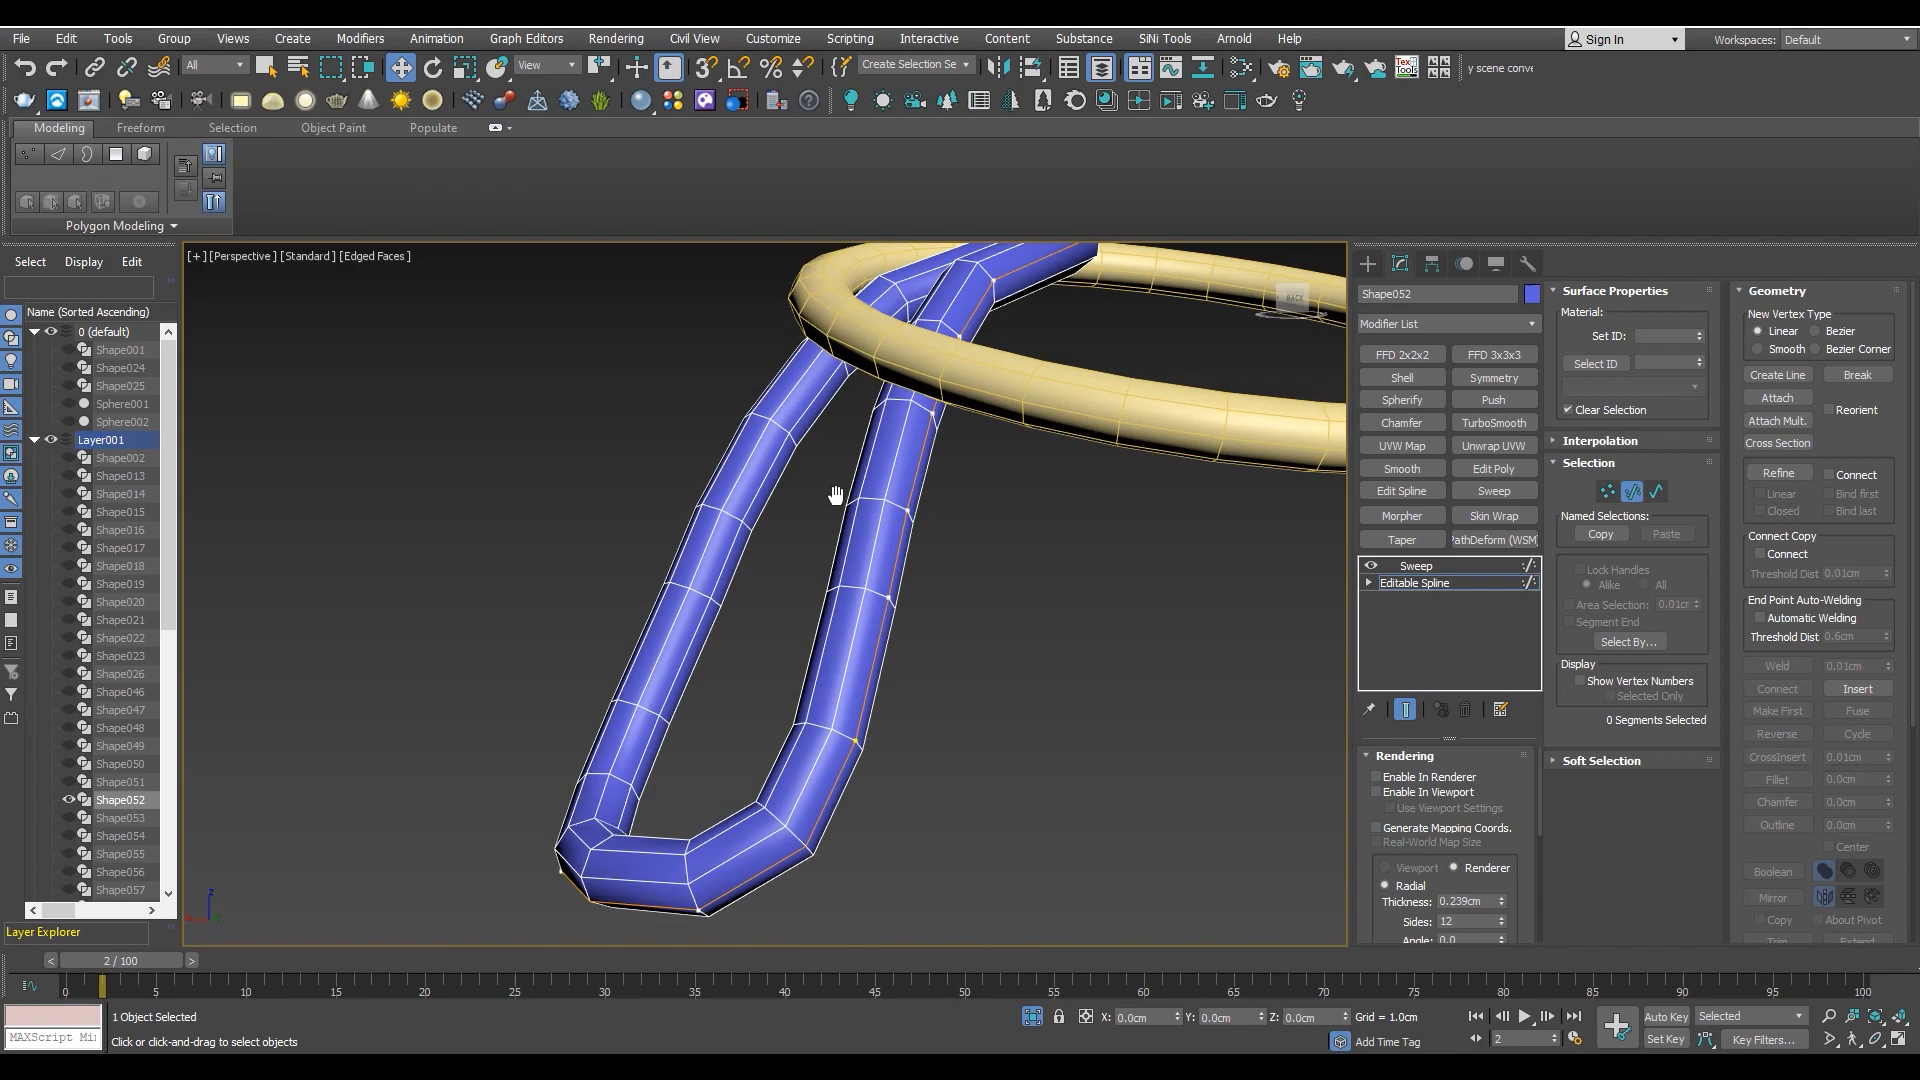 File Edit Tools Group Views Create Modifiers Animation Graph Editors Rendering Civil View Customize Scripting Interactive Content Substance SiNi Tools Arnold Help
Sign In Workspaces: Default
All View Create Selection Se y scene conve
Modeling Freeform Selection Object Paint Populate
Polygon Modeling
Select Display Edit
Name (Sorted Ascending)
0 (default)
Shape001
Shape024
Shape025
Sphere001
Sphere002
Layer001
Shape002
Shape013
Shape014
Shape015
Shape016
Shape017
Shape018
Shape019
Shape020
Shape021
Shape022
Shape023
Shape026
Shape046
Shape047
Shape048
Shape049
Shape050
Shape051
Shape052
Shape053
Shape054
Shape055
Shape056
Shape057
Layer Explorer
[+] [Perspective ] [Standard ] [Edged Faces ]
BACK
Shape052
Modifier List
FFD 2x2x2 FFD 3x3x3
Shell Symmetry
Spherify Push
Chamfer TurboSmooth
UVW Map Unwrap UVW
Smooth Edit Poly
Edit Spline Sweep
Morpher Skin Wrap
Taper PathDeform (WSM)
Sweep
Editable Spline
Rendering
Enable In Renderer
Enable In Viewport
Use Viewport Settings
Generate Mapping Coords.
Real-World Map Size
Viewport Renderer
Radial
Thickness: 0.239cm
Sides: 12
Angle: 0.0
Surface Properties
Material:
Set ID:
Select ID
Clear Selection
Interpolation
Selection
Named Selections:
Copy Paste
Lock Handles
Alike All
Area Selection: 0.01cr
Segment End
Select By...
Display
Show Vertex Numbers
Selected Only
0 Segments Selected
Soft Selection
Geometry
New Vertex Type
Linear Bezier
Smooth Bezier Corner
Create Line Break
Attach Reorient
Attach Mult.
Cross Section
Refine Connect
Linear Bind first
Closed Bind last
Connect Copy
Connect
Threshold Dist 0.01cm
End Point Auto-Welding
Automatic Welding
Threshold Dist 0.6cm
Weld 0.01cm
Connect Insert
Make First Fuse
Reverse Cycle
CrossInsert 0.01cm
Fillet 0.0cm
Chamfer 0.0cm
Outline 0.0cm
Center
Boolean
Mirror
Copy About Pivot
Trim Extend
< 2 / 100 >
0 5 10 15 20 25 30 35 40 45 50 55 60 65 70 75 80 85 90 95 100
1 Object Selected
MAXScript Mi
Click or click-and-drag to select objects
X: 0.0cm Y: 0.0cm Z: 0.0cm Grid = 1.0cm
Add Time Tag
2
Auto Key Selected
Set Key Key Filters...